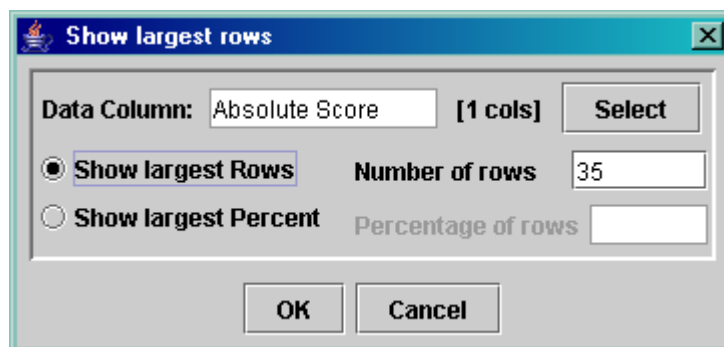 Show largest rows
Data Column: Absolute Score [1 cols] Select
Show largest Rows Number of rows 35
Show largest Percent Percentage of rows
OK Cancel